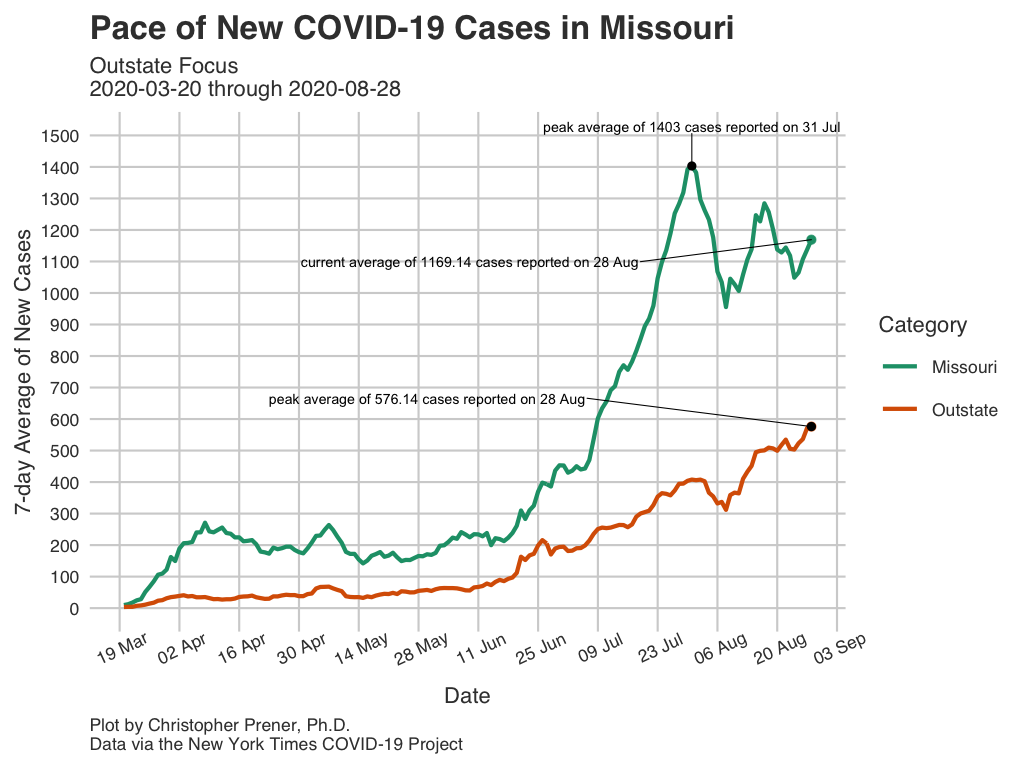 Pace of New COVID-19 Cases in Missouri
Outstate Focus
2020-03-20 through 2020-08-28
peak average of 1403 cases reported on 31 Jul
current average of 1169.14 cases reported on 28 Aug
peak average of 576.14 cases reported on 28 Aug
7-day Average of New Cases
1500
1400
1300
1200
1100
1000
900
800
700
600
500
400
300
200
100
0
19 Mar
02 Apr
16 Apr
30 Apr
14 May
28 May
11 Jun
25 Jun
09 Jul
23 Jul
06 Aug
20 Aug
03 Sep
Date
Category
Missouri
Outstate
Plot by Christopher Prener, Ph.D.
Data via the New York Times COVID-19 Project